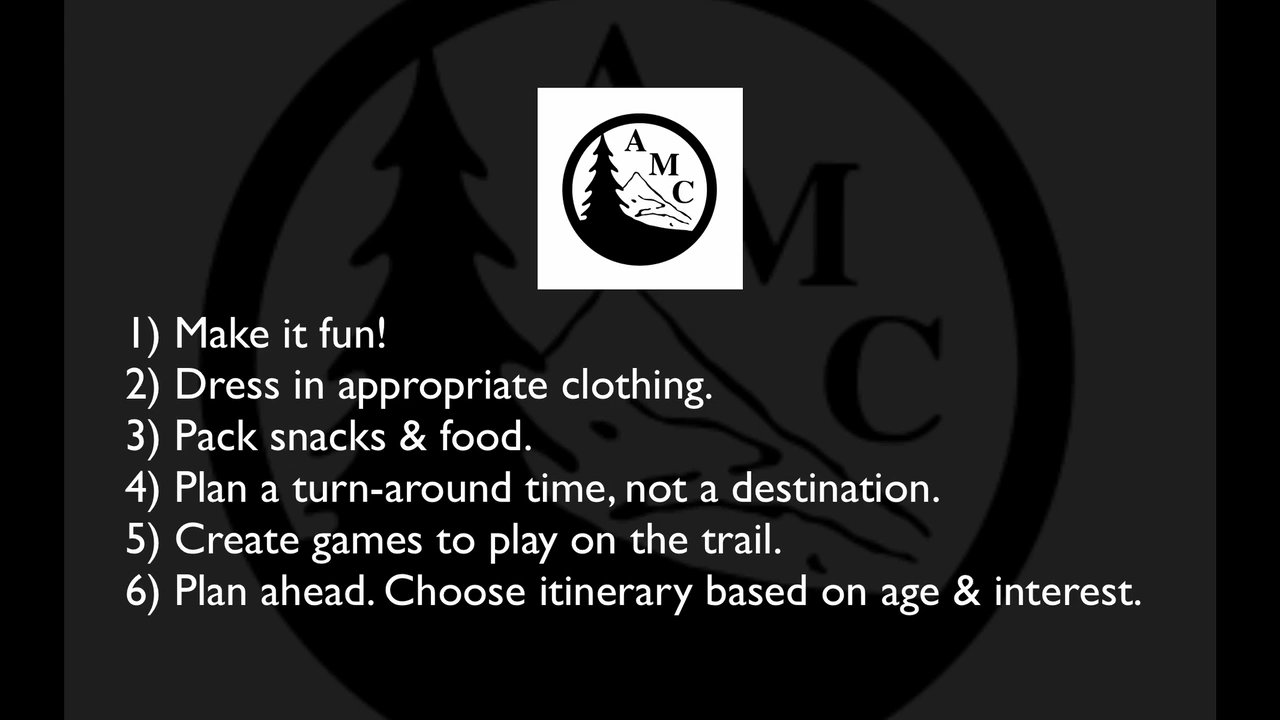 A
M
C
1) Make it fun!
2) Dress in appropriate clothing.
3) Pack snacks & food.
4) Plan a turn-around time, not a destination.
5) Create games to play on the trail.
6) Plan ahead. Choose itinerary based on age & interest.